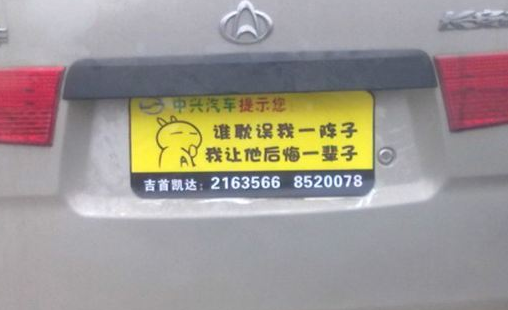 中兴汽车提示您
谁耽误我一阵子
我让他后悔一辈子
吉首凯达：2163566 8520078